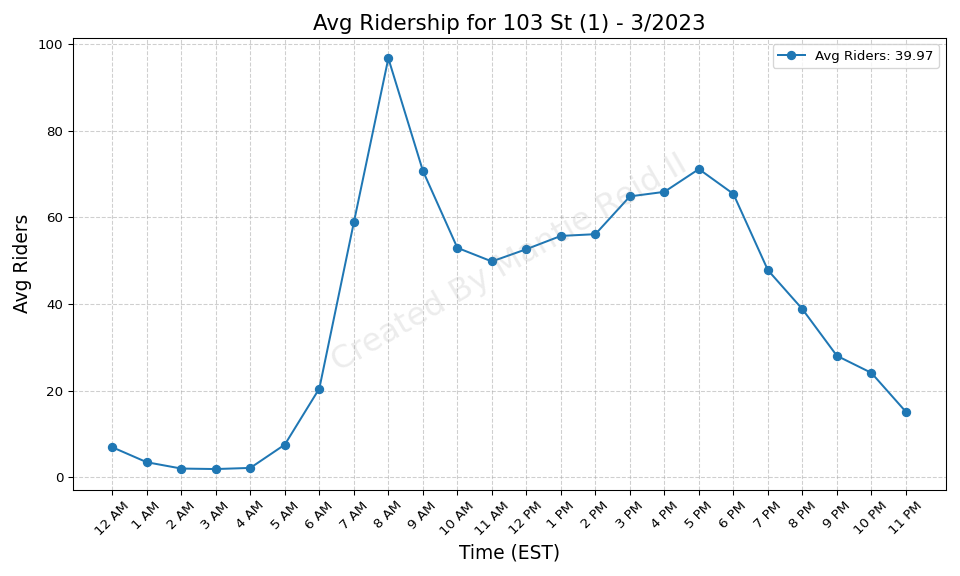 Avg Ridership for 103 St (1) - 3/2023
Avg Riders: 39.97
Avg Riders
100
80
60
40
20
0
Created By Mantie Reid II
12 AM
1 AM
2 AM
3 AM
4 AM
5 AM
6 AM
7 AM
8 AM
9 AM
10 AM
11 AM
12 PM
1 PM
2 PM
3 PM
4 PM
5 PM
6 PM
7 PM
8 PM
9 PM
10 PM
11 PM
Time (EST)